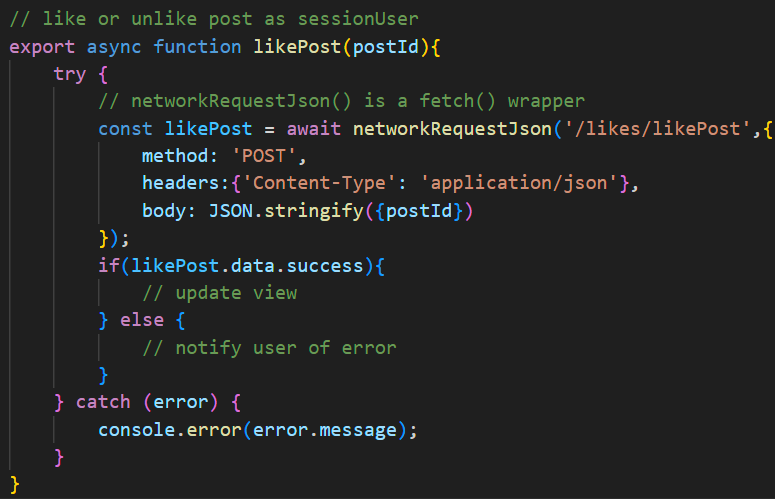 // like or unlike post as sessionUser
export async function likePost(postId){
    try {
        // networkRequestJson() is a fetch() wrapper
        const likePost = await networkRequestJson('/likes/likePost',{
            method: 'POST',
            headers:{'Content-Type': 'application/json'},
            body: JSON.stringify({postId})
        });
        if(likePost.data.success){
            // update view
        } else {
            // notify user of error
        }
    } catch (error) {
        console.error(error.message);
    }
}